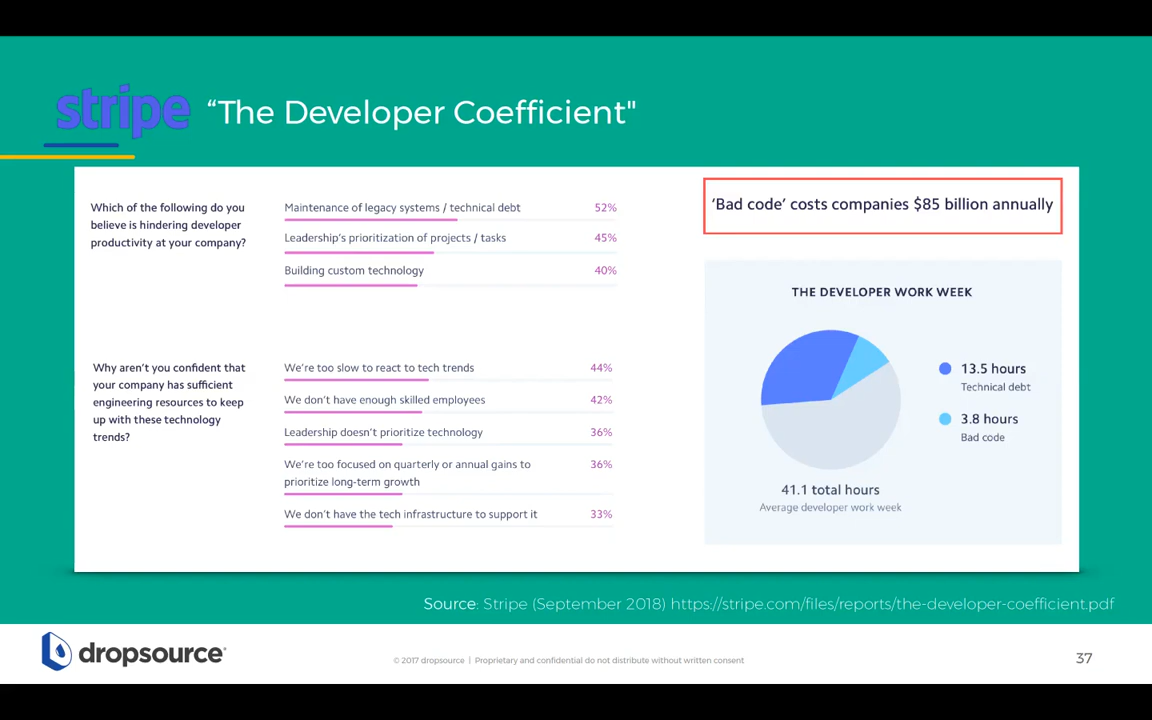 stripe “The Developer Coefficient"
Which of the following do you
believe is hindering developer
productivity at your company?
Maintenance of legacy systems / technical debt 52%
Leadership’s prioritization of projects / tasks 45%
Building custom technology 40%
Why aren’t you confident that
your company has sufficient
engineering resources to keep
up with these technology
trends?
We’re too slow to react to tech trends 44%
We don’t have enough skilled employees 42%
Leadership doesn’t prioritize technology 36%
We’re too focused on quarterly or annual gains to 36%
prioritize long-term growth
We don’t have the tech infrastructure to support it 33%
‘Bad code’ costs companies $85 billion annually
THE DEVELOPER WORK WEEK
13.5 hours
Technical debt
3.8 hours
Bad code
41.1 total hours
Average developer work week
Source: Stripe (September 2018) https://stripe.com/files/reports/the-developer-coefficient.pdf
dropsource
© 2017 dropsource | Proprietary and confidential do not distribute without written consent
37